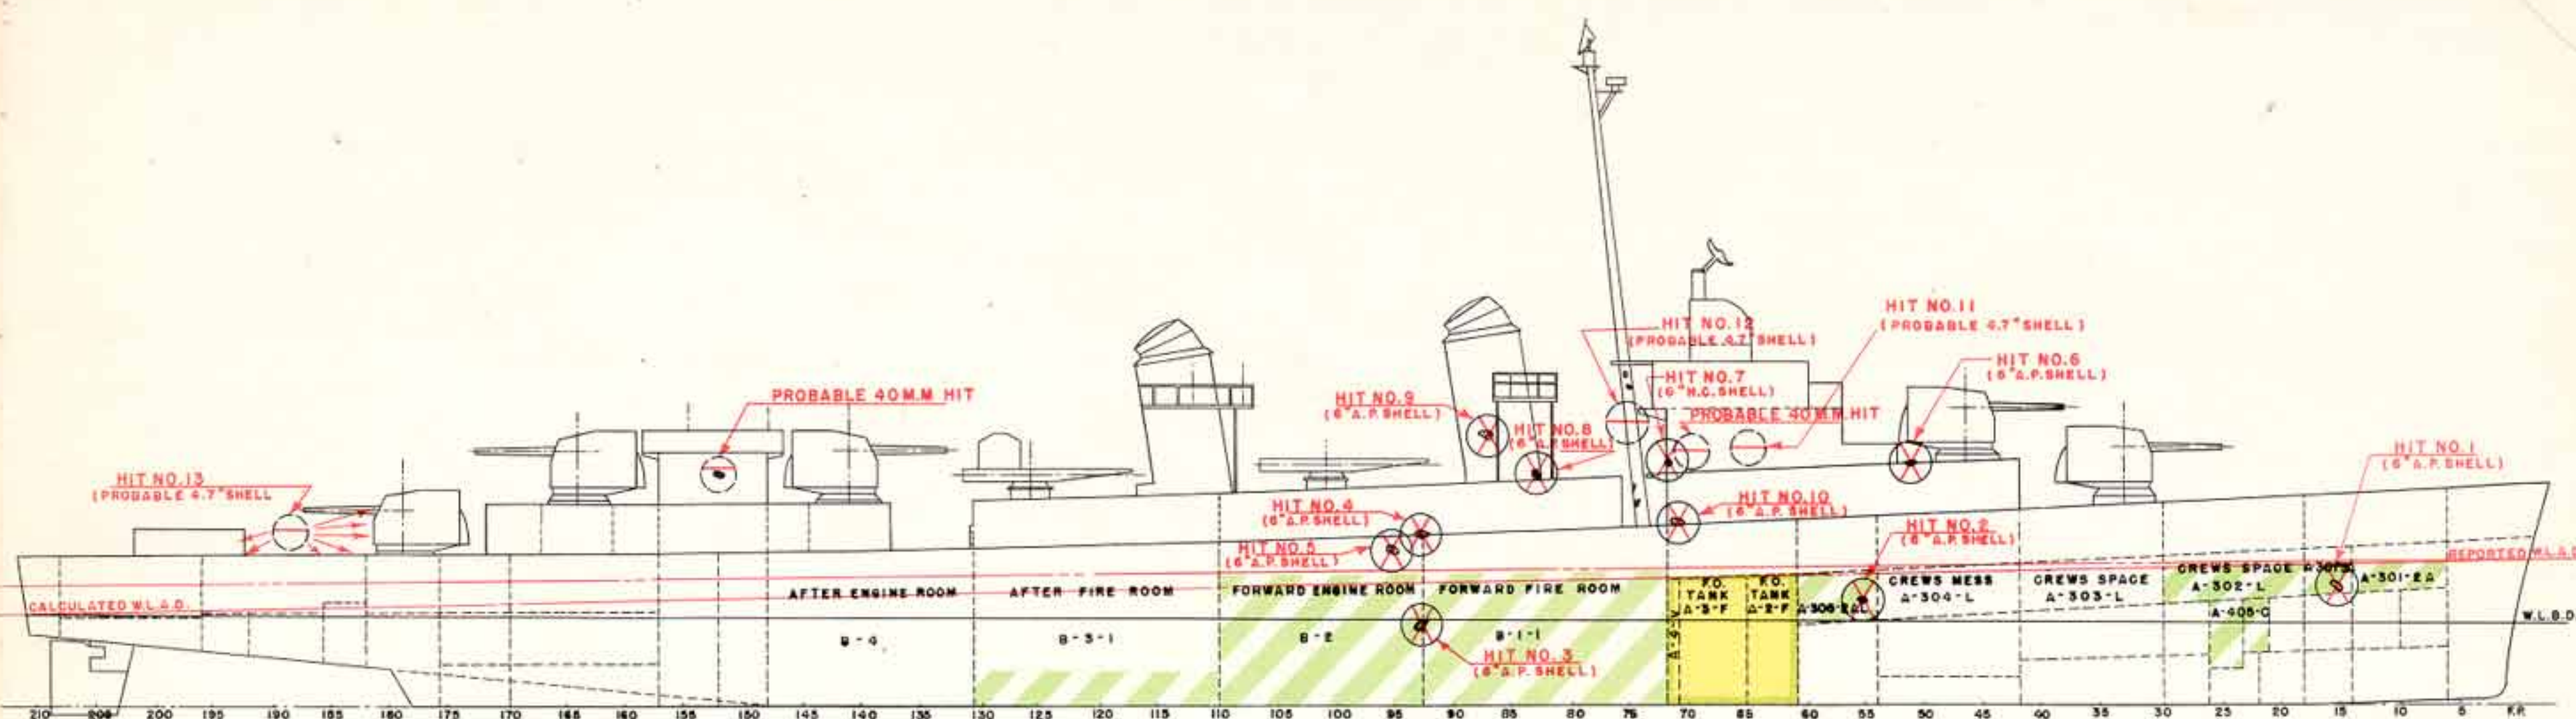 HIT NO. 11
(PROBABLE 4.7" SHELL)
HIT NO. 12
(PROBABLE 4.7" SHELL)
HIT NO. 6
(6" A.P. SHELL)
HIT NO. 7
(6" H.C. SHELL)
PROBABLE 40 M.M. HIT
HIT NO. 9
(6" A.P. SHELL)
PROBABLE 40 M.M. HIT
HIT NO. 8
(6" A.P. SHELL)
HIT NO. 1
(6" A.P. SHELL)
HIT NO. 13
(PROBABLE 4.7" SHELL
HIT NO. 4
(6" A.P. SHELL)
HIT NO. 10
(6" A.P. SHELL)
HIT NO. 2
(6" A.P. SHELL)
HIT NO. 5
(6" A.P. SHELL)
REPORTED W.L.A.D.
AFTER ENGINE ROOM
AFTER FIRE ROOM
FORWARD ENGINE ROOM
FORWARD FIRE ROOM
F.O. TANK A-3-F
F.O. TANK A-2-F
CREWS MESS A-304-L
CREWS SPACE A-303-L
CREWS SPACE A-302-L
A-301-2A
CALCULATED W.L.A.D.
A-405-C
W.L.B.D.
B-4
B-3-1
B-2
B-1-1
HIT NO. 3
(6" A.P. SHELL)
210 205 200 195 190 185 180 175 170 165 160 155 150 145 140 135 130 125 120 115 110 105 100 95 90 85 80 75 70 65 60 55 50 45 40 35 30 25 20 15 10 5 F.P.